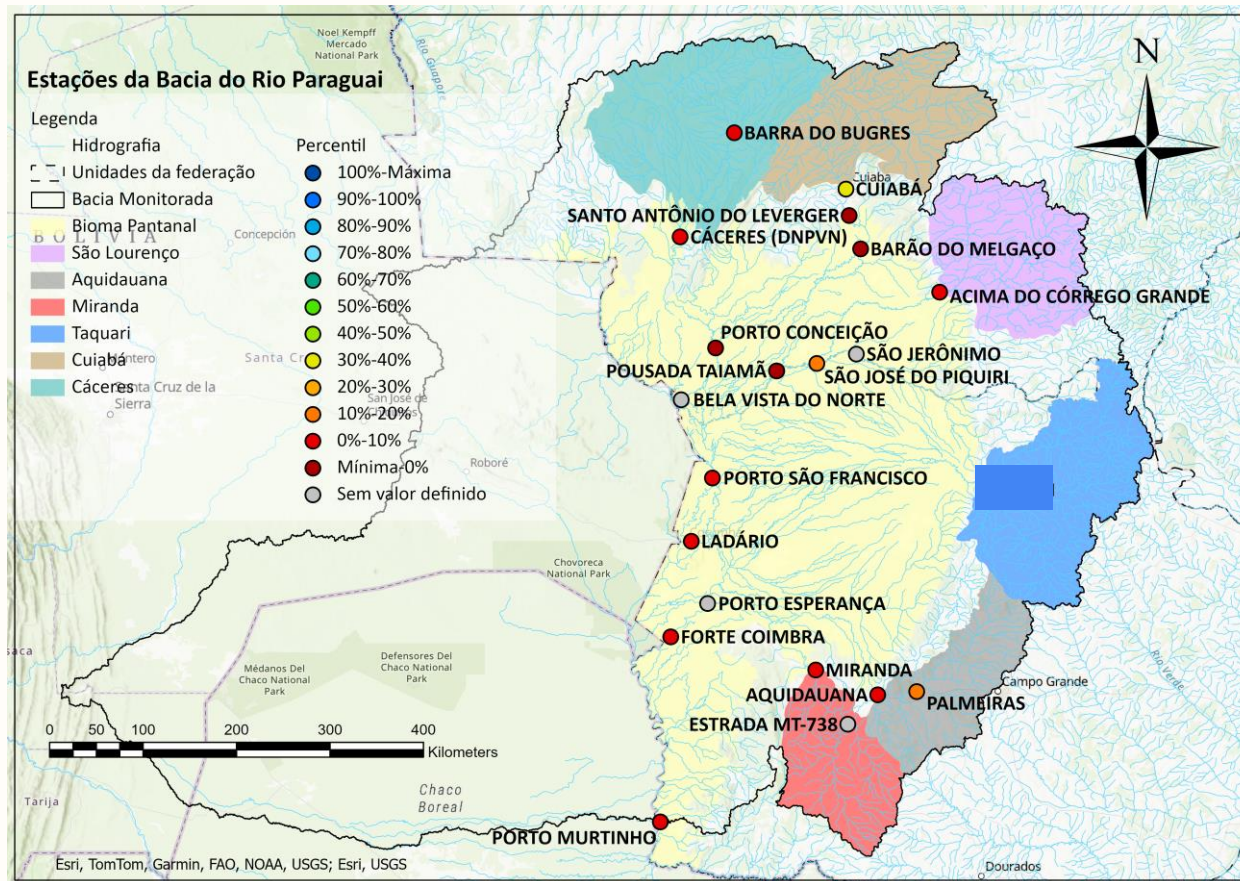 Noel Kempff
Mercado
National Park
Rio Guaporé
Estações da Bacia do Rio Paraguai
N
Legenda
Hidrografia
Unidades da federação
Bacia Monitorada
Bioma Pantanal
São Lourenço
Aquidauana
Miranda
Taquari
Cuiabá
Cáceres
Percentil
100%-Máxima
90%-100%
80%-90%
70%-80%
60%-70%
50%-60%
40%-50%
30%-40%
20%-30%
10%-20%
0%-10%
Mínima-0%
Sem valor definido
BOLIVIA
Concepción
Santa Cruz de la
Sierra
San José de
Roboré
BARRA DO BUGRES
Cuiaba
CUIABÁ
SANTO ANTÔNIO DO LEVERGER
CÁCERES (DNPVN)
BARÃO DO MELGAÇO
ACIMA DO CÓRREGO GRANDE
PORTO CONCEIÇÃO
SÃO JERÔNIMO
POUSADA TAIAMÃ
SÃO JOSÉ DO PIQUIRI
BELA VISTA DO NORTE
PORTO SÃO FRANCISCO
LADÁRIO
Chovoreca
National Park
PORTO ESPERANÇA
FORTE COIMBRA
Rio Verde
Médanos Del
Chaco National
Park
Defensores Del
Chaco National
Park
MIRANDA
Campo Grande
AQUIDAUANA
PALMEIRAS
ESTRADA MT-738
0 50 100 200 300 400
Kilometers
Tarija
Chaco
Boreal
PORTO MURTINHO
Esri, TomTom, Garmin, FAO, NOAA, USGS; Esri, USGS
Dourados